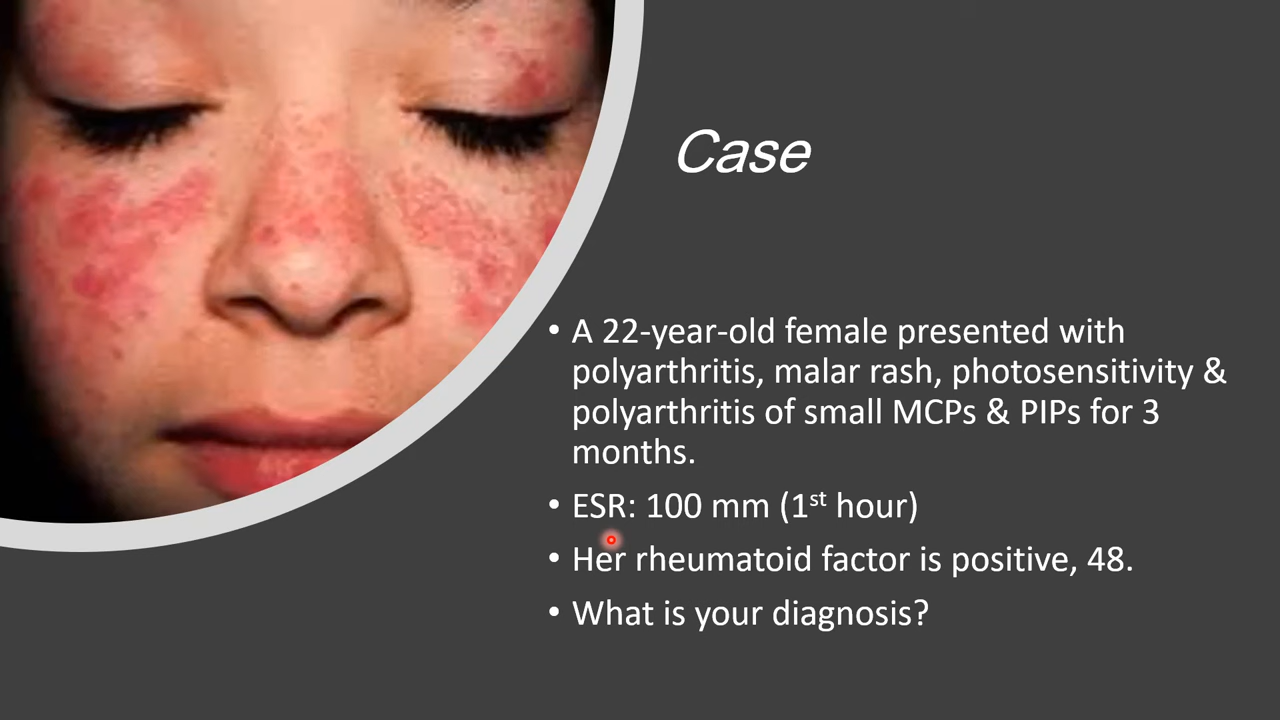 Case
• A 22-year-old female presented with
polyarthritis, malar rash, photosensitivity &
polyarthritis of small MCPs & PIPs for 3
months.
• ESR: 100 mm (1st hour)
• Her rheumatoid factor is positive, 48.
• What is your diagnosis?